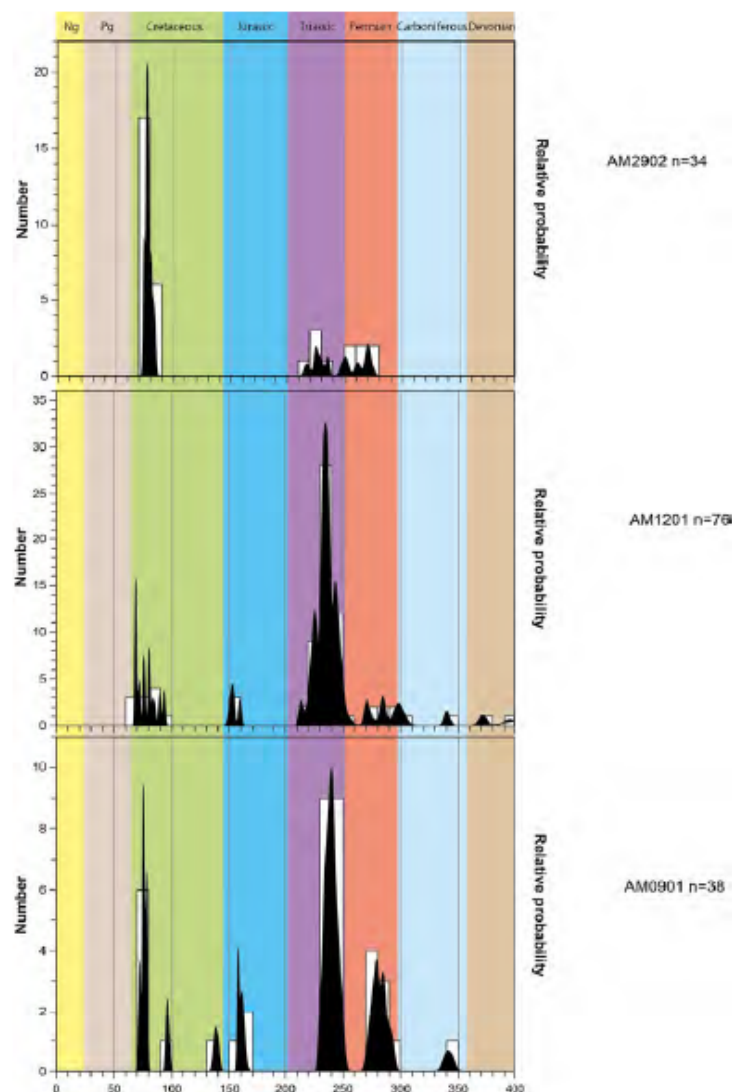 Ng Pg Cretaceous Jurassic Triassic Permian Carboniferous Devonian
20
15
10
5
0
Number
Relative probability
AM2902 n=34
35
30
25
20
15
10
5
0
Number
Relative probability
AM1201 n=76
10
8
6
4
2
0
Number
Relative probability
AM0901 n=38
0 50 100 150 200 250 300 350 400